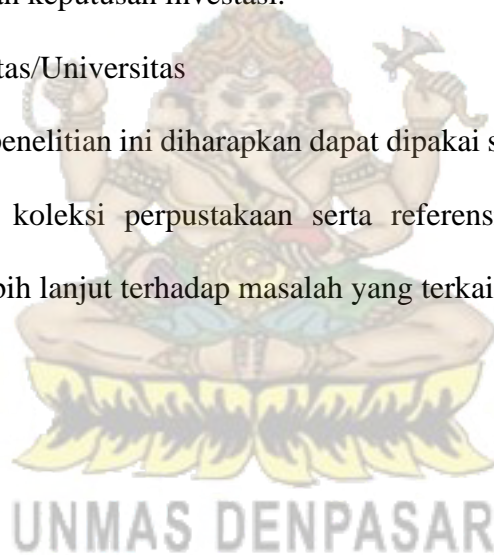 keputusan investasi.
tas/Universitas
penelitian ini diharapkan dapat dipakai s
koleksi perpustakaan serta referens
bih lanjut terhadap masalah yang terkai
UNMAS DENPASAR